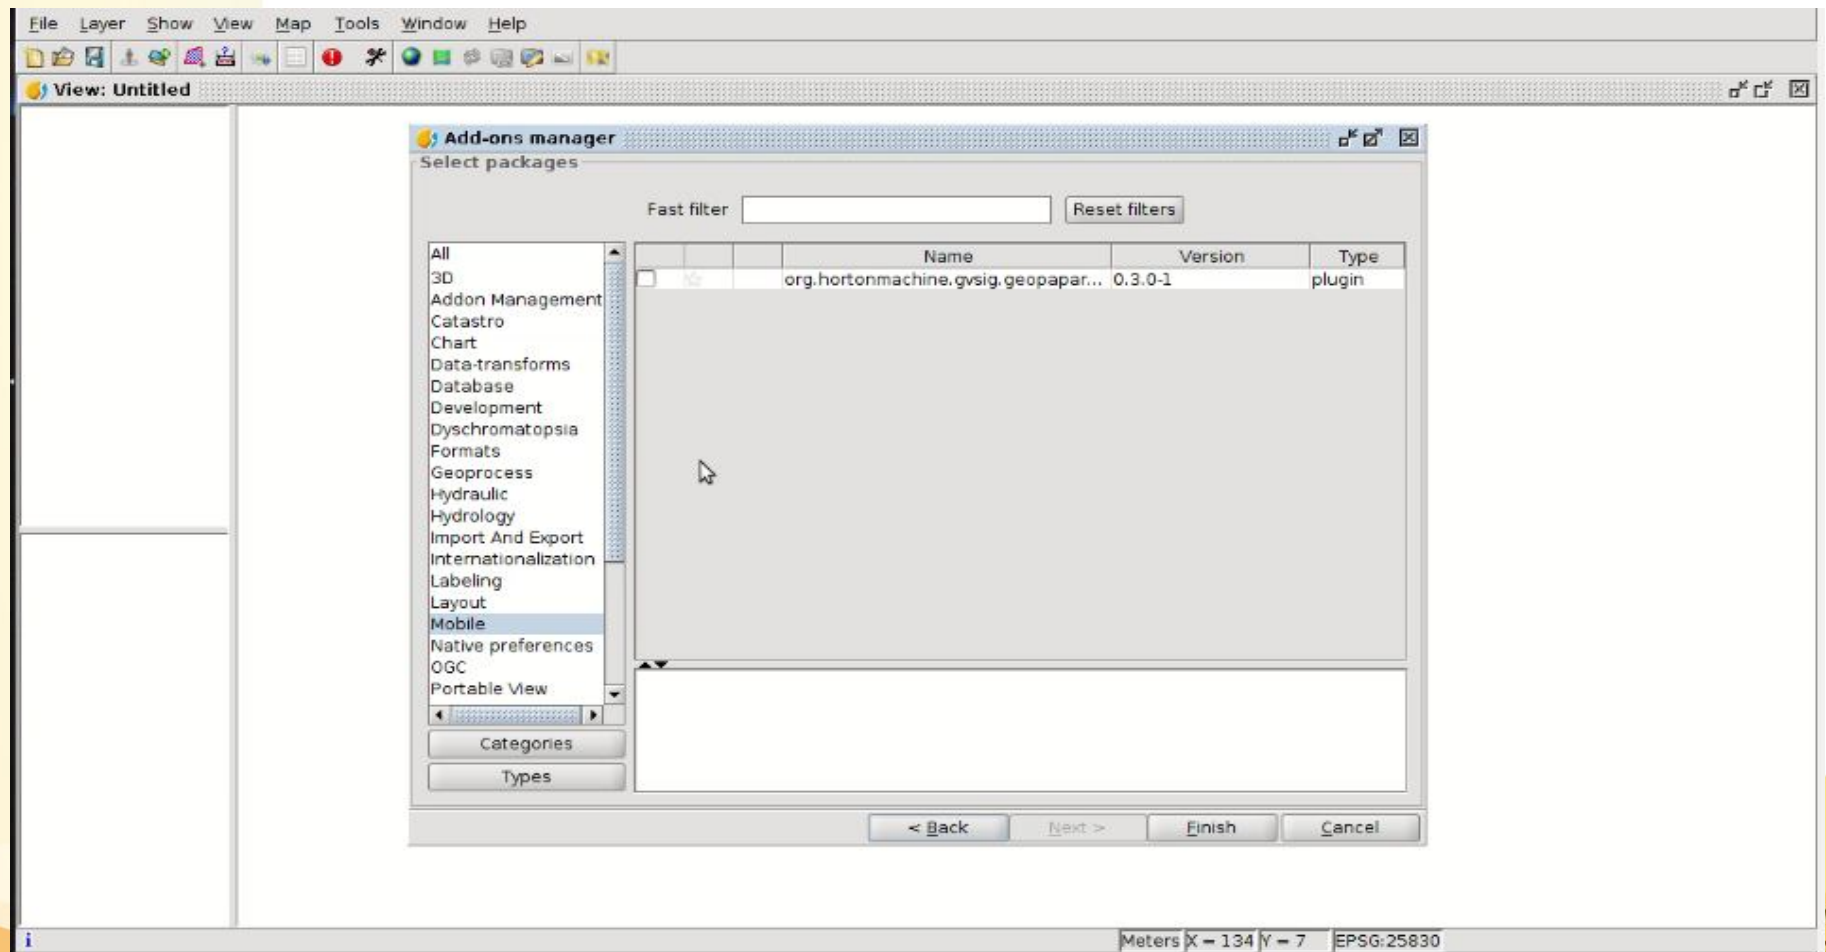 File Layer Show View Map Tools Window Help
View: Untitled
Add-ons manager
Select packages
Fast filter
Reset filters
Name Version Type
org.hortonmachine.gvsig.geopapar... 0.3.0-1 plugin
All
3D
Addon Management
Catastro
Chart
Data-transforms
Database
Development
Dyschromatopsia
Formats
Geoprocess
Hydraulic
Hydrology
Import And Export
Internationalization
Labeling
Layout
Mobile
Native preferences
OGC
Portable View
Categories
Types
< Back Next > Finish Cancel
i Meters X = 134 Y = 7 EPSG:25830